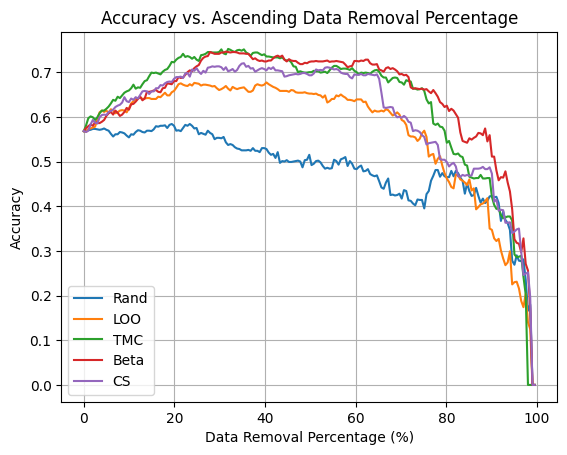 Accuracy vs. Ascending Data Removal Percentage
Accuracy
0.7
0.6
0.5
0.4
0.3
0.2
0.1
0.0
Rand
LOO
TMC
Beta
CS
0 20 40 60 80 100
Data Removal Percentage (%)